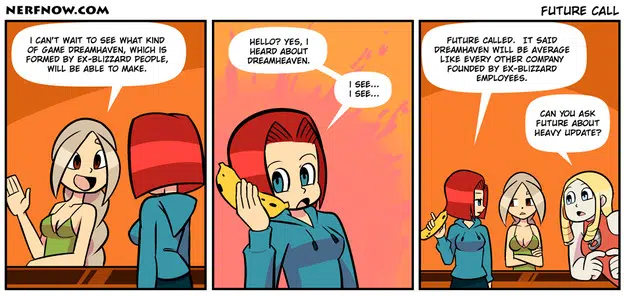 NERFNOW.COM
FUTURE CALL
I CAN'T WAIT TO SEE WHAT KIND
OF GAME DREAMHAVEN, WHICH IS
FORMED BY EX-BLIZZARD PEOPLE,
WILL BE ABLE TO MAKE.
HELLO? YES, I
HEARD ABOUT
DREAMHEAVEN.
I SEE...
I SEE...
FUTURE CALLED. IT SAID
DREAMHAVEN WILL BE AVERAGE
LIKE EVERY OTHER COMPANY
FOUNDED BY EX-BLIZZARD
EMPLOYEES.
CAN YOU ASK
FUTURE ABOUT
HEAVY UPDATE?